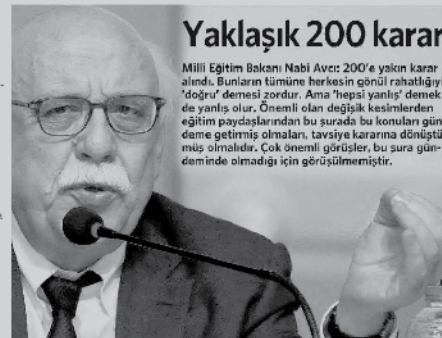 Yaklaşık 200 karar
Milli Eğitim Bakanı Nabi Avcı: 200'e yakın karar
alındı. Bunların tümüne herkesin gönül rahatlığıyl
'doğru' demesi zordur. Ama 'hepsi yanlış' demek
de yanlış olur. Önemli olan değişik kesimlerden
eğitim paydaşlarından bu şurada bu konuları gün
deme getirmiş olmaları, tavsiye kararına dönüştü
müş olmalıdır. Çok önemli görüşler, bu şura gün-
deminde olmadığı için görüşülmemiştir.